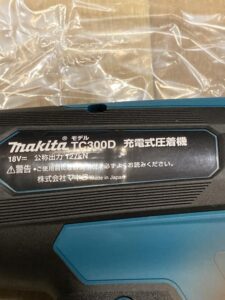 モデル
makita® TC300D 充電式圧着機
18V⎓ 公称出力 127kN
⚠警告 •ご使用前に取扱説明書を必ずよくお読みください。
株式会社マキタ Made in Japan